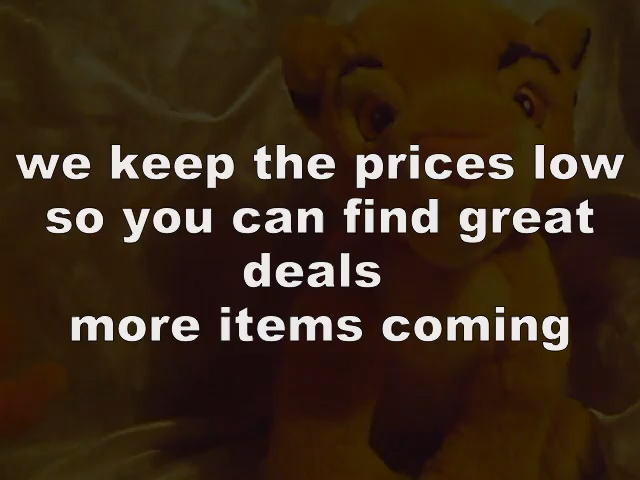 we keep the prices low
so you can find great
deals
more items coming